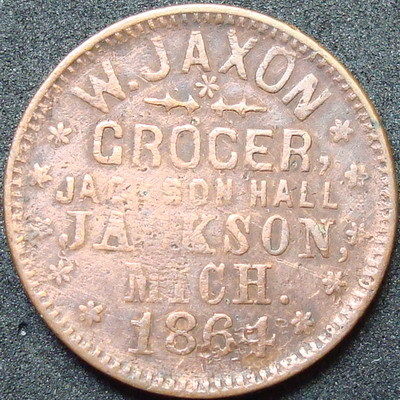 W. JAXON
GROCER,
JACKSON HALL
JACKSON,
MICH.
1864